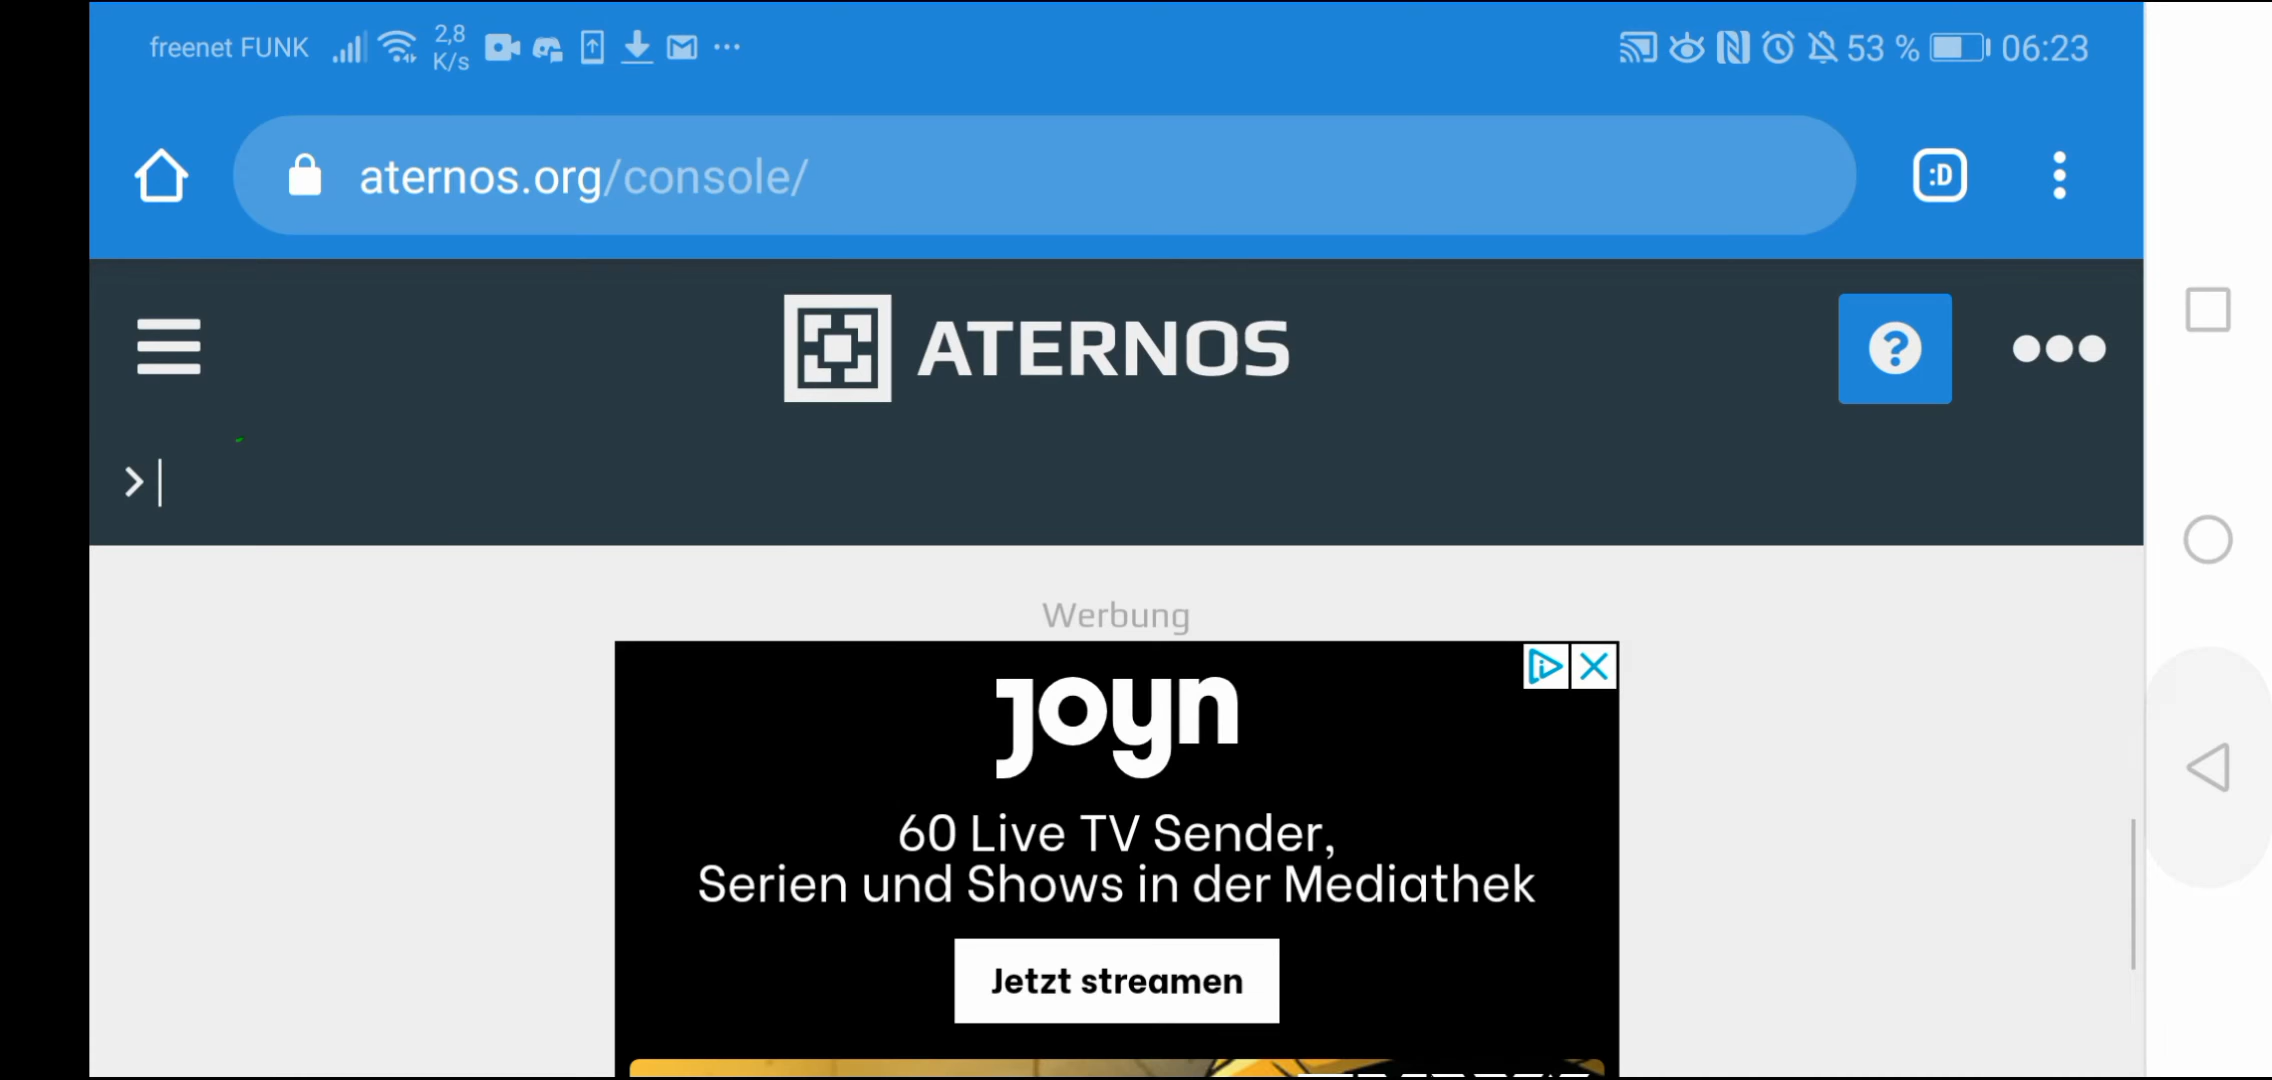 freenet FUNK 2,8 K/s 53 % 06:23
aternos.org/console/ :D
ATERNOS ?
>
Werbung
joyn
60 Live TV Sender,
Serien und Shows in der Mediathek
Jetzt streamen